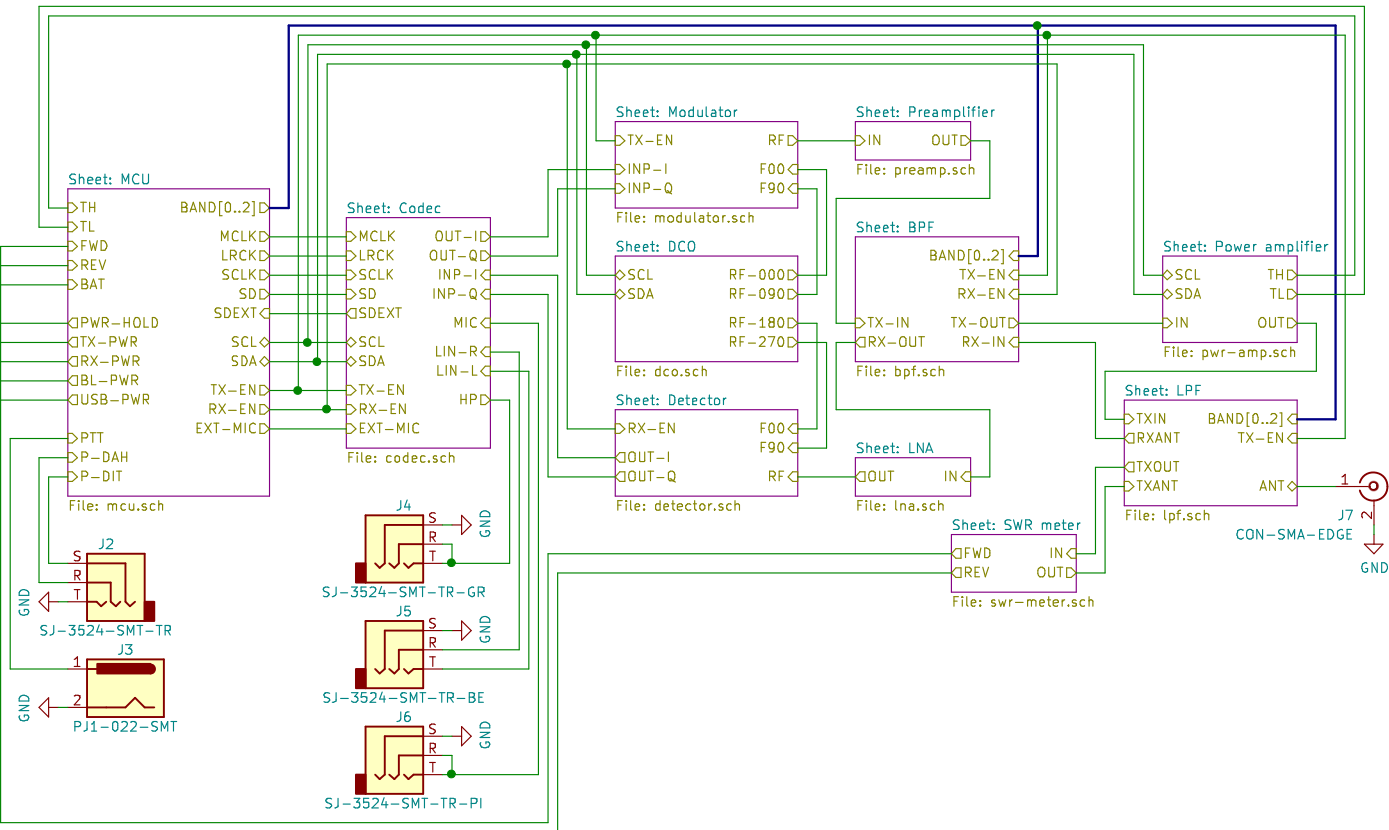 Sheet: MCU
TH
TL
FWD
REV
BAT
PWR-HOLD
TX-PWR
RX-PWR
BL-PWR
USB-PWR
PTT
P-DAH
P-DIT
BAND[0..2]
MCLK
LRCK
SCLK
SD
SDEXT
SCL
SDA
TX-EN
RX-EN
EXT-MIC
File: mcu.sch
Sheet: Codec
MCLK
LRCK
SCLK
SD
SDEXT
SCL
SDA
TX-EN
RX-EN
EXT-MIC
OUT-I
OUT-Q
INP-I
INP-Q
MIC
LIN-R
LIN-L
HP
File: codec.sch
Sheet: Modulator
TX-EN
INP-I
INP-Q
RF
F00
F90
File: modulator.sch
Sheet: DCO
SCL
SDA
RF-000
RF-090
RF-180
RF-270
File: dco.sch
Sheet: Detector
RX-EN
OUT-I
OUT-Q
F00
F90
RF
File: detector.sch
Sheet: Preamplifier
IN
OUT
File: preamp.sch
Sheet: BPF
BAND[0..2]
TX-EN
RX-EN
TX-IN
RX-OUT
TX-OUT
RX-IN
File: bpf.sch
Sheet: LNA
OUT
IN
File: lna.sch
Sheet: Power amplifier
SCL
SDA
IN
TH
TL
OUT
File: pwr-amp.sch
Sheet: LPF
TXIN
RXANT
TXOUT
TXANT
BAND[0..2]
TX-EN
ANT
File: lpf.sch
Sheet: SWR meter
FWD
REV
IN
OUT
File: swr-meter.sch
1
2
J7
CON-SMA-EDGE
GND
J2
S
R
T
GND
SJ-3524-SMT-TR
J3
1
2
GND
PJ1-022-SMT
J4
S
R
T
GND
SJ-3524-SMT-TR-GR
J5
S
R
T
GND
SJ-3524-SMT-TR-BE
J6
S
R
T
GND
SJ-3524-SMT-TR-PI